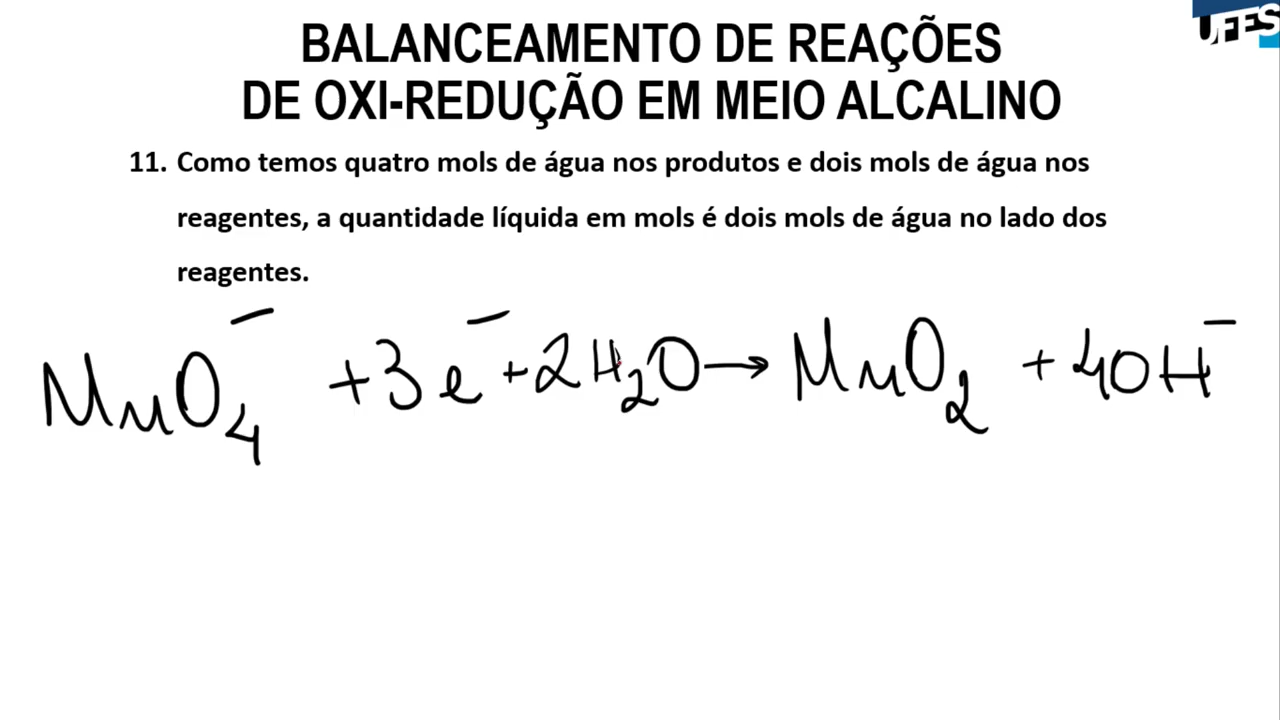 UFES
BALANCEAMENTO DE REAÇÕES
DE OXI-REDUÇÃO EM MEIO ALCALINO
11. Como temos quatro mols de água nos produtos e dois mols de água nos
reagentes, a quantidade líquida em mols é dois mols de água no lado dos
reagentes.
MnO₄⁻ + 3e⁻ + 2H₂O → MnO₂ + 4OH⁻